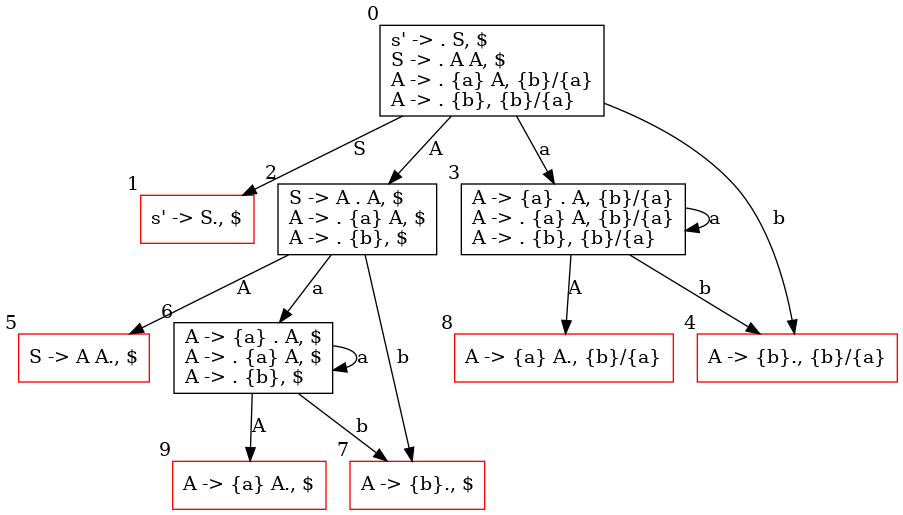 0
s' -> . S, $
S -> . A A, $
A -> . {a} A, {b}/{a}
A -> . {b}, {b}/{a}
S
A
a
b
1
s' -> S., $
2
S -> A . A, $
A -> . {a} A, $
A -> . {b}, $
3
A -> {a} . A, {b}/{a}
A -> . {a} A, {b}/{a}
A -> . {b}, {b}/{a}
a
A
a
b
A
b
5
S -> A A., $
6
A -> {a} . A, $
A -> . {a} A, $
A -> . {b}, $
a
8
A -> {a} A., {b}/{a}
4
A -> {b}., {b}/{a}
A
b
9
A -> {a} A., $
7
A -> {b}., $